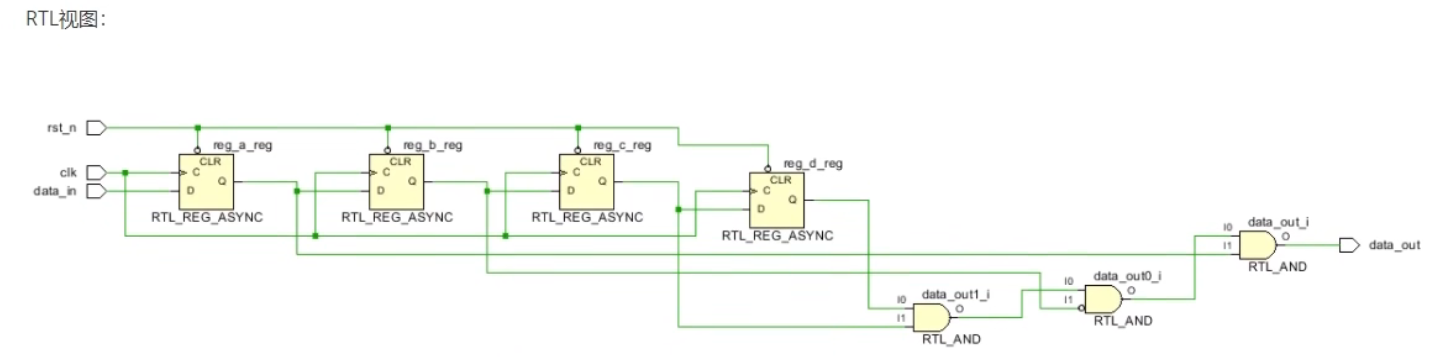 RTL视图:
rst_n
reg_a_reg
reg_b_reg
reg_c_reg
reg_d_reg
CLR
CLR
CLR
CLR
clk
C
C
C
C
data_in
D
D
D
D
Q
Q
Q
Q
RTL_REG_ASYNC
RTL_REG_ASYNC
RTL_REG_ASYNC
RTL_REG_ASYNC
data_out_i
I0
I1
O
RTL_AND
data_out
data_out0_i
I0
I1
O
RTL_AND
data_out1_i
I0
I1
O
RTL_AND